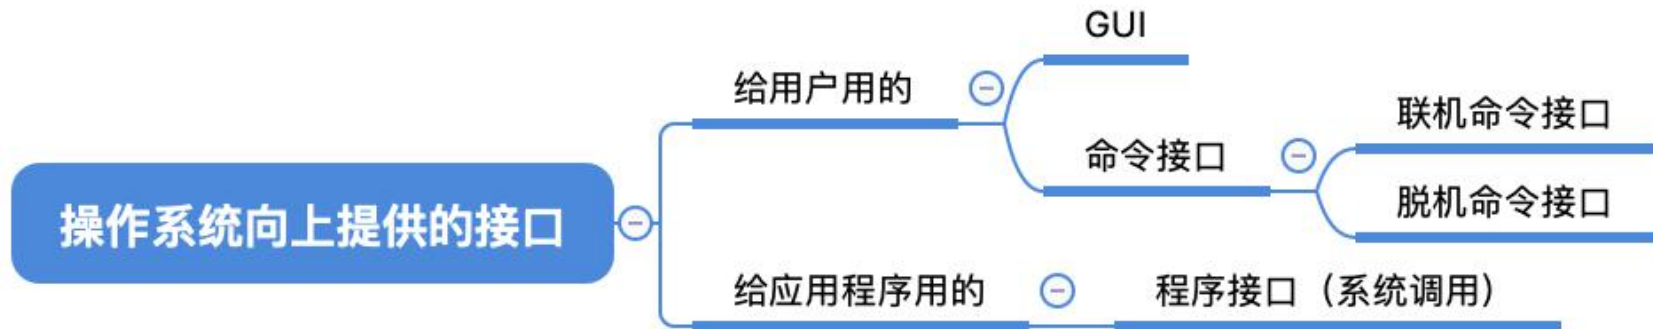 操作系统向上提供的接口
给用户用的
GUI
命令接口
联机命令接口
脱机命令接口
给应用程序用的
程序接口（系统调用）